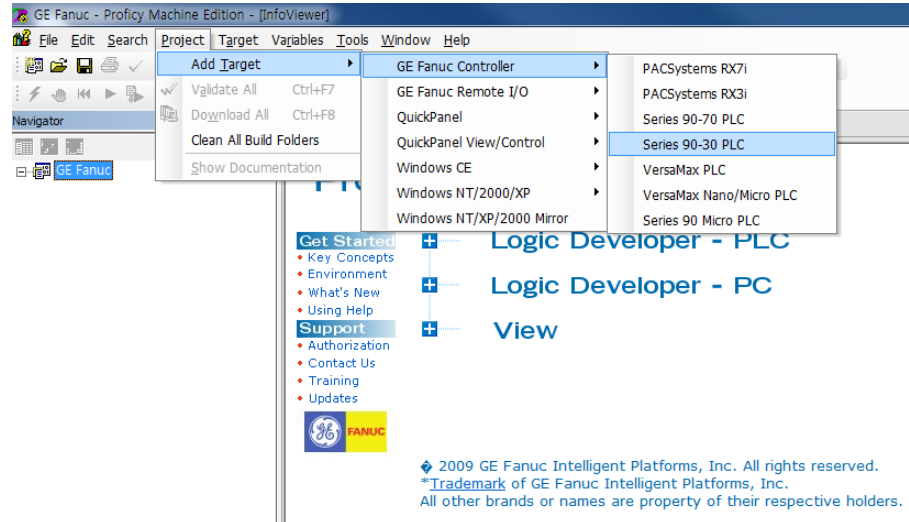 GE Fanuc - Proficy Machine Edition - [InfoViewer]
File Edit Search Project Target Variables Tools Window Help
Add Target
Validate All Ctrl+F7
Download All Ctrl+F8
Clean All Build Folders
Show Documentation
GE Fanuc Controller
GE Fanuc Remote I/O
QuickPanel
QuickPanel View/Control
Windows CE
Windows NT/2000/XP
Windows NT/XP/2000 Mirror
PACSystems RX7i
PACSystems RX3i
Series 90-70 PLC
Series 90-30 PLC
VersaMax PLC
VersaMax Nano/Micro PLC
Series 90 Micro PLC
Navigator
GE Fanuc
Get Started
Key Concepts
Environment
What's New
Using Help
Support
Authorization
Contact Us
Training
Updates
Logic Developer - PLC
Logic Developer - PC
View
GE FANUC
� 2009 GE Fanuc Intelligent Platforms, Inc. All rights reserved.
*Trademark of GE Fanuc Intelligent Platforms, Inc.
All other brands or names are property of their respective holders.